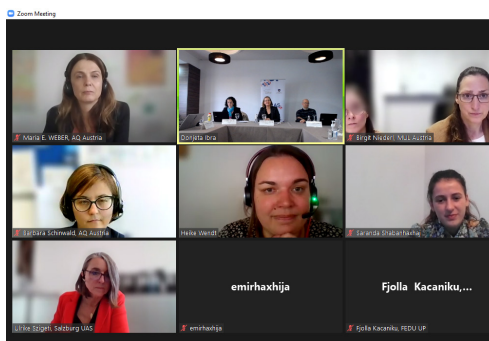 Zoom Meeting
Maria E. WEBER, AQ Austria
Donjeta Ibra
Birgit Niederl, MUL Austria
Barbara Schinwald, AQ Austria
Heike Wendt
Saranda Shabanhaxhaj
Ulrike Szigeti, Salzburg UAS
emirhaxhija
emirhaxhija
Fjolla Kacaniku,...
Fjolla Kacaniku, FEDU UP